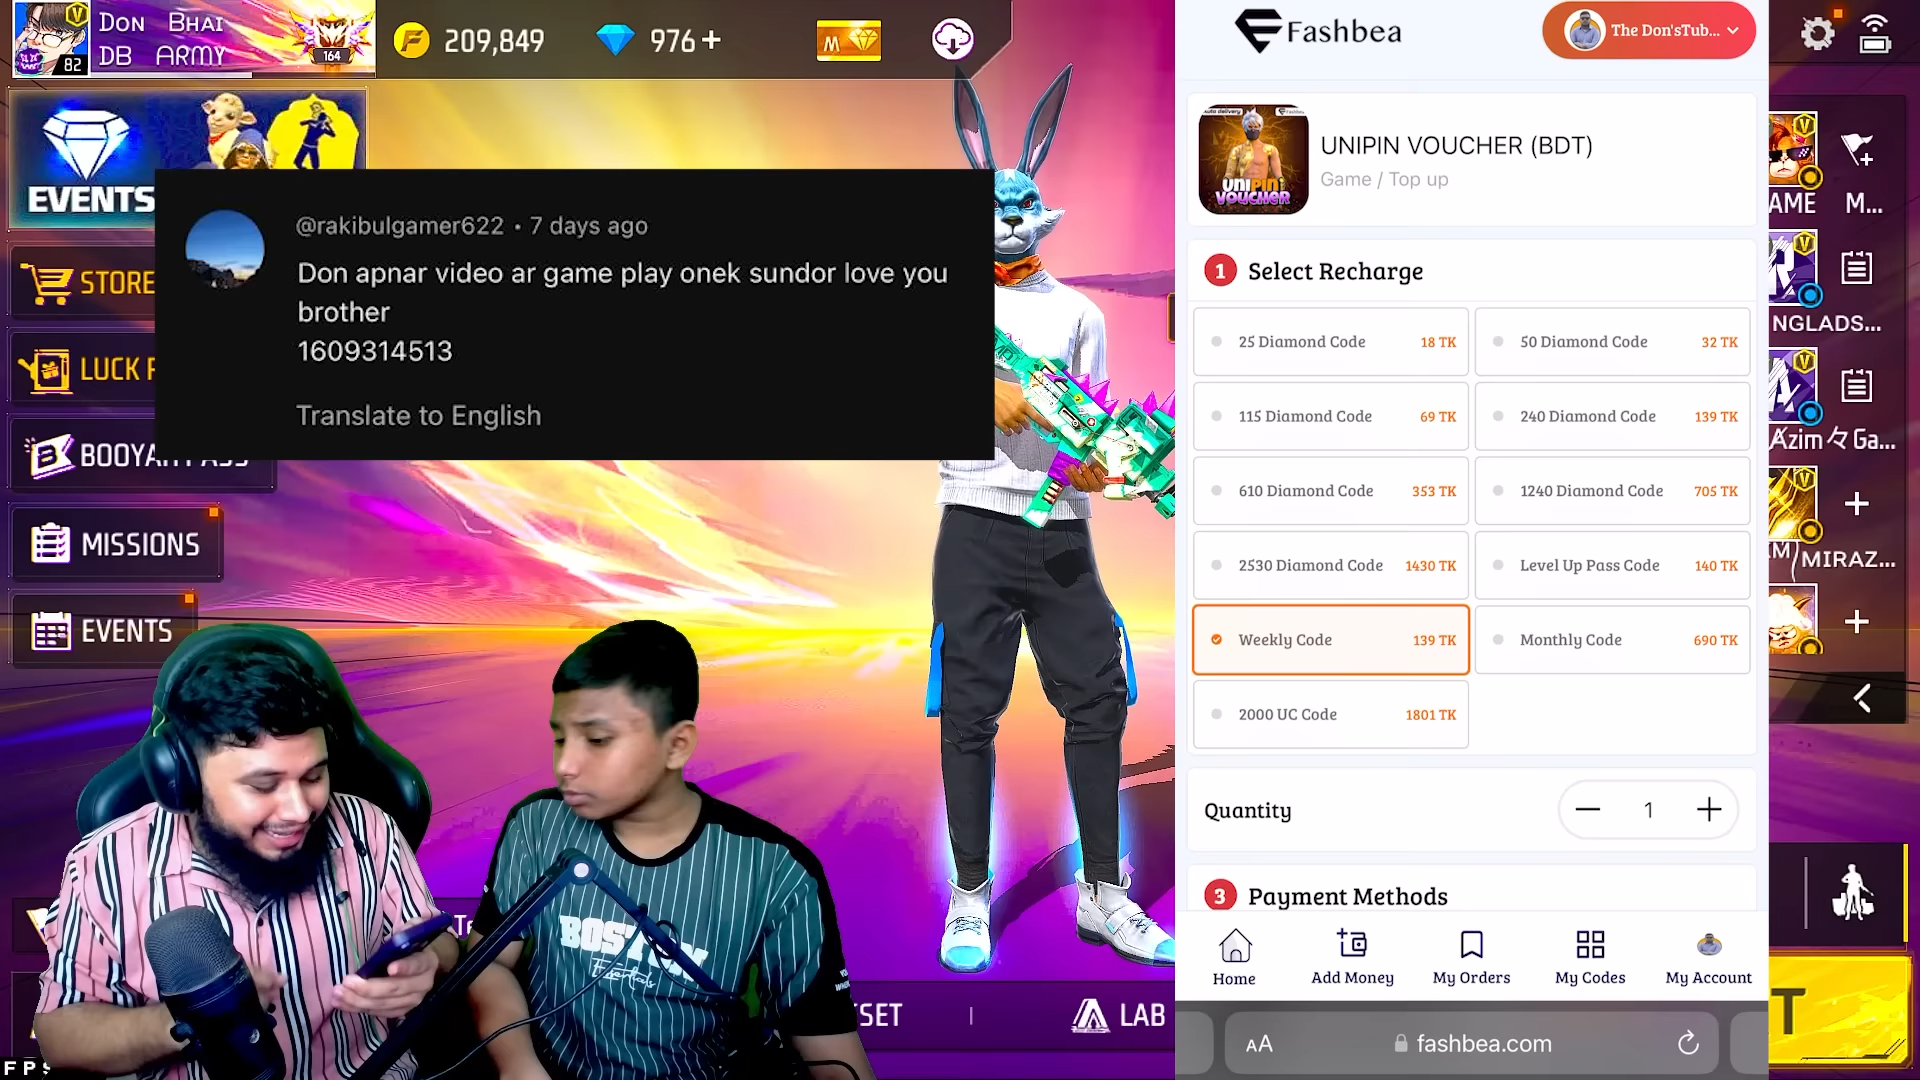 DON BHAI
DB ARMY
82
164
209,849
976+
M
EVENTS
STORE
LUCK
MISSIONS
EVENTS
@rakibulgamer622 • 7 days ago
Don apnar video ar game play onek sundor love you
brother
1609314513
Translate to English
BOSTON
Essentials
SET
LAB
FPS
Fashbea
The Don'sTub...
UNIPIN VOUCHER
UNIPIN VOUCHER (BDT)
Game / Top up
1 Select Recharge
25 Diamond Code 18 TK
50 Diamond Code 32 TK
115 Diamond Code 69 TK
240 Diamond Code 139 TK
610 Diamond Code 353 TK
1240 Diamond Code 705 TK
2530 Diamond Code 1430 TK
Level Up Pass Code 140 TK
Weekly Code 139 TK
Monthly Code 690 TK
2000 UC Code 1801 TK
Quantity
1
3 Payment Methods
Home
Add Money
My Orders
My Codes
My Account
AA
fashbea.com
AME
M...
NGLADS...
Azim々Ga...
MIRAZ...
T